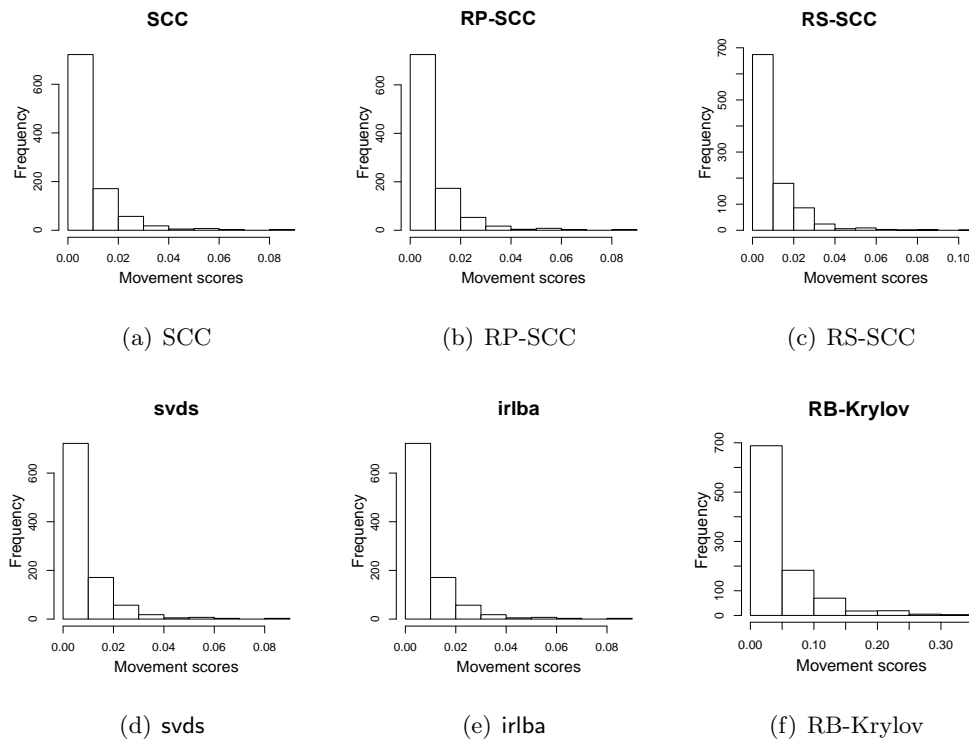 SCC
Frequency
0 200 400 600
0.00 0.02 0.04 0.06 0.08
Movement scores
(a) SCC
RP-SCC
Frequency
0 200 400 600
0.00 0.02 0.04 0.06 0.08
Movement scores
(b) RP-SCC
RS-SCC
Frequency
0 100 300 500 700
0.00 0.02 0.04 0.06 0.08 0.10
Movement scores
(c) RS-SCC
svds
Frequency
0 200 400 600
0.00 0.02 0.04 0.06 0.08
Movement scores
(d) svds
irlba
Frequency
0 200 400 600
0.00 0.02 0.04 0.06 0.08
Movement scores
(e) irlba
RB-Krylov
Frequency
0 100 300 500 700
0.00 0.10 0.20 0.30
Movement scores
(f) RB-Krylov